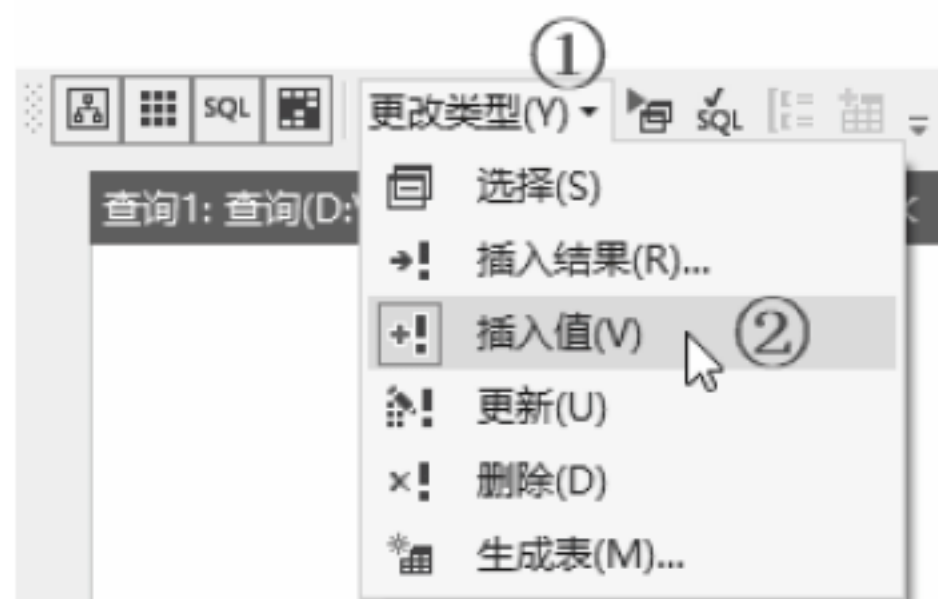 ①
SQL 更改类型(Y) SQL
查询1: 查询(D:\
选择(S)
插入结果(R)...
插入值(V) ②
更新(U)
删除(D)
生成表(M)...